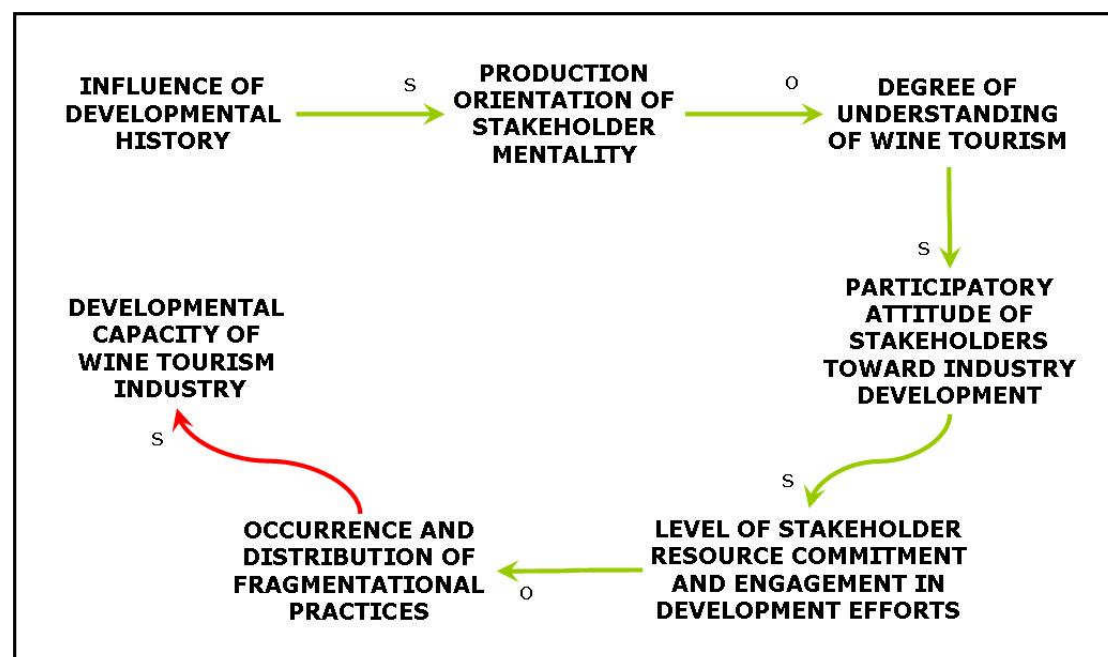 INFLUENCE OF
DEVELOPMENTAL
HISTORY
S
PRODUCTION
ORIENTATION OF
STAKEHOLDER
MENTALITY
O
DEGREE OF
UNDERSTANDING
OF WINE TOURISM
S
PARTICIPATORY
ATTITUDE OF
STAKEHOLDERS
TOWARD INDUSTRY
DEVELOPMENT
S
LEVEL OF STAKEHOLDER
RESOURCE COMMITMENT
AND ENGAGEMENT IN
DEVELOPMENT EFFORTS
O
OCCURRENCE AND
DISTRIBUTION OF
FRAGMENTATIONAL
PRACTICES
S
DEVELOPMENTAL
CAPACITY OF
WINE TOURISM
INDUSTRY